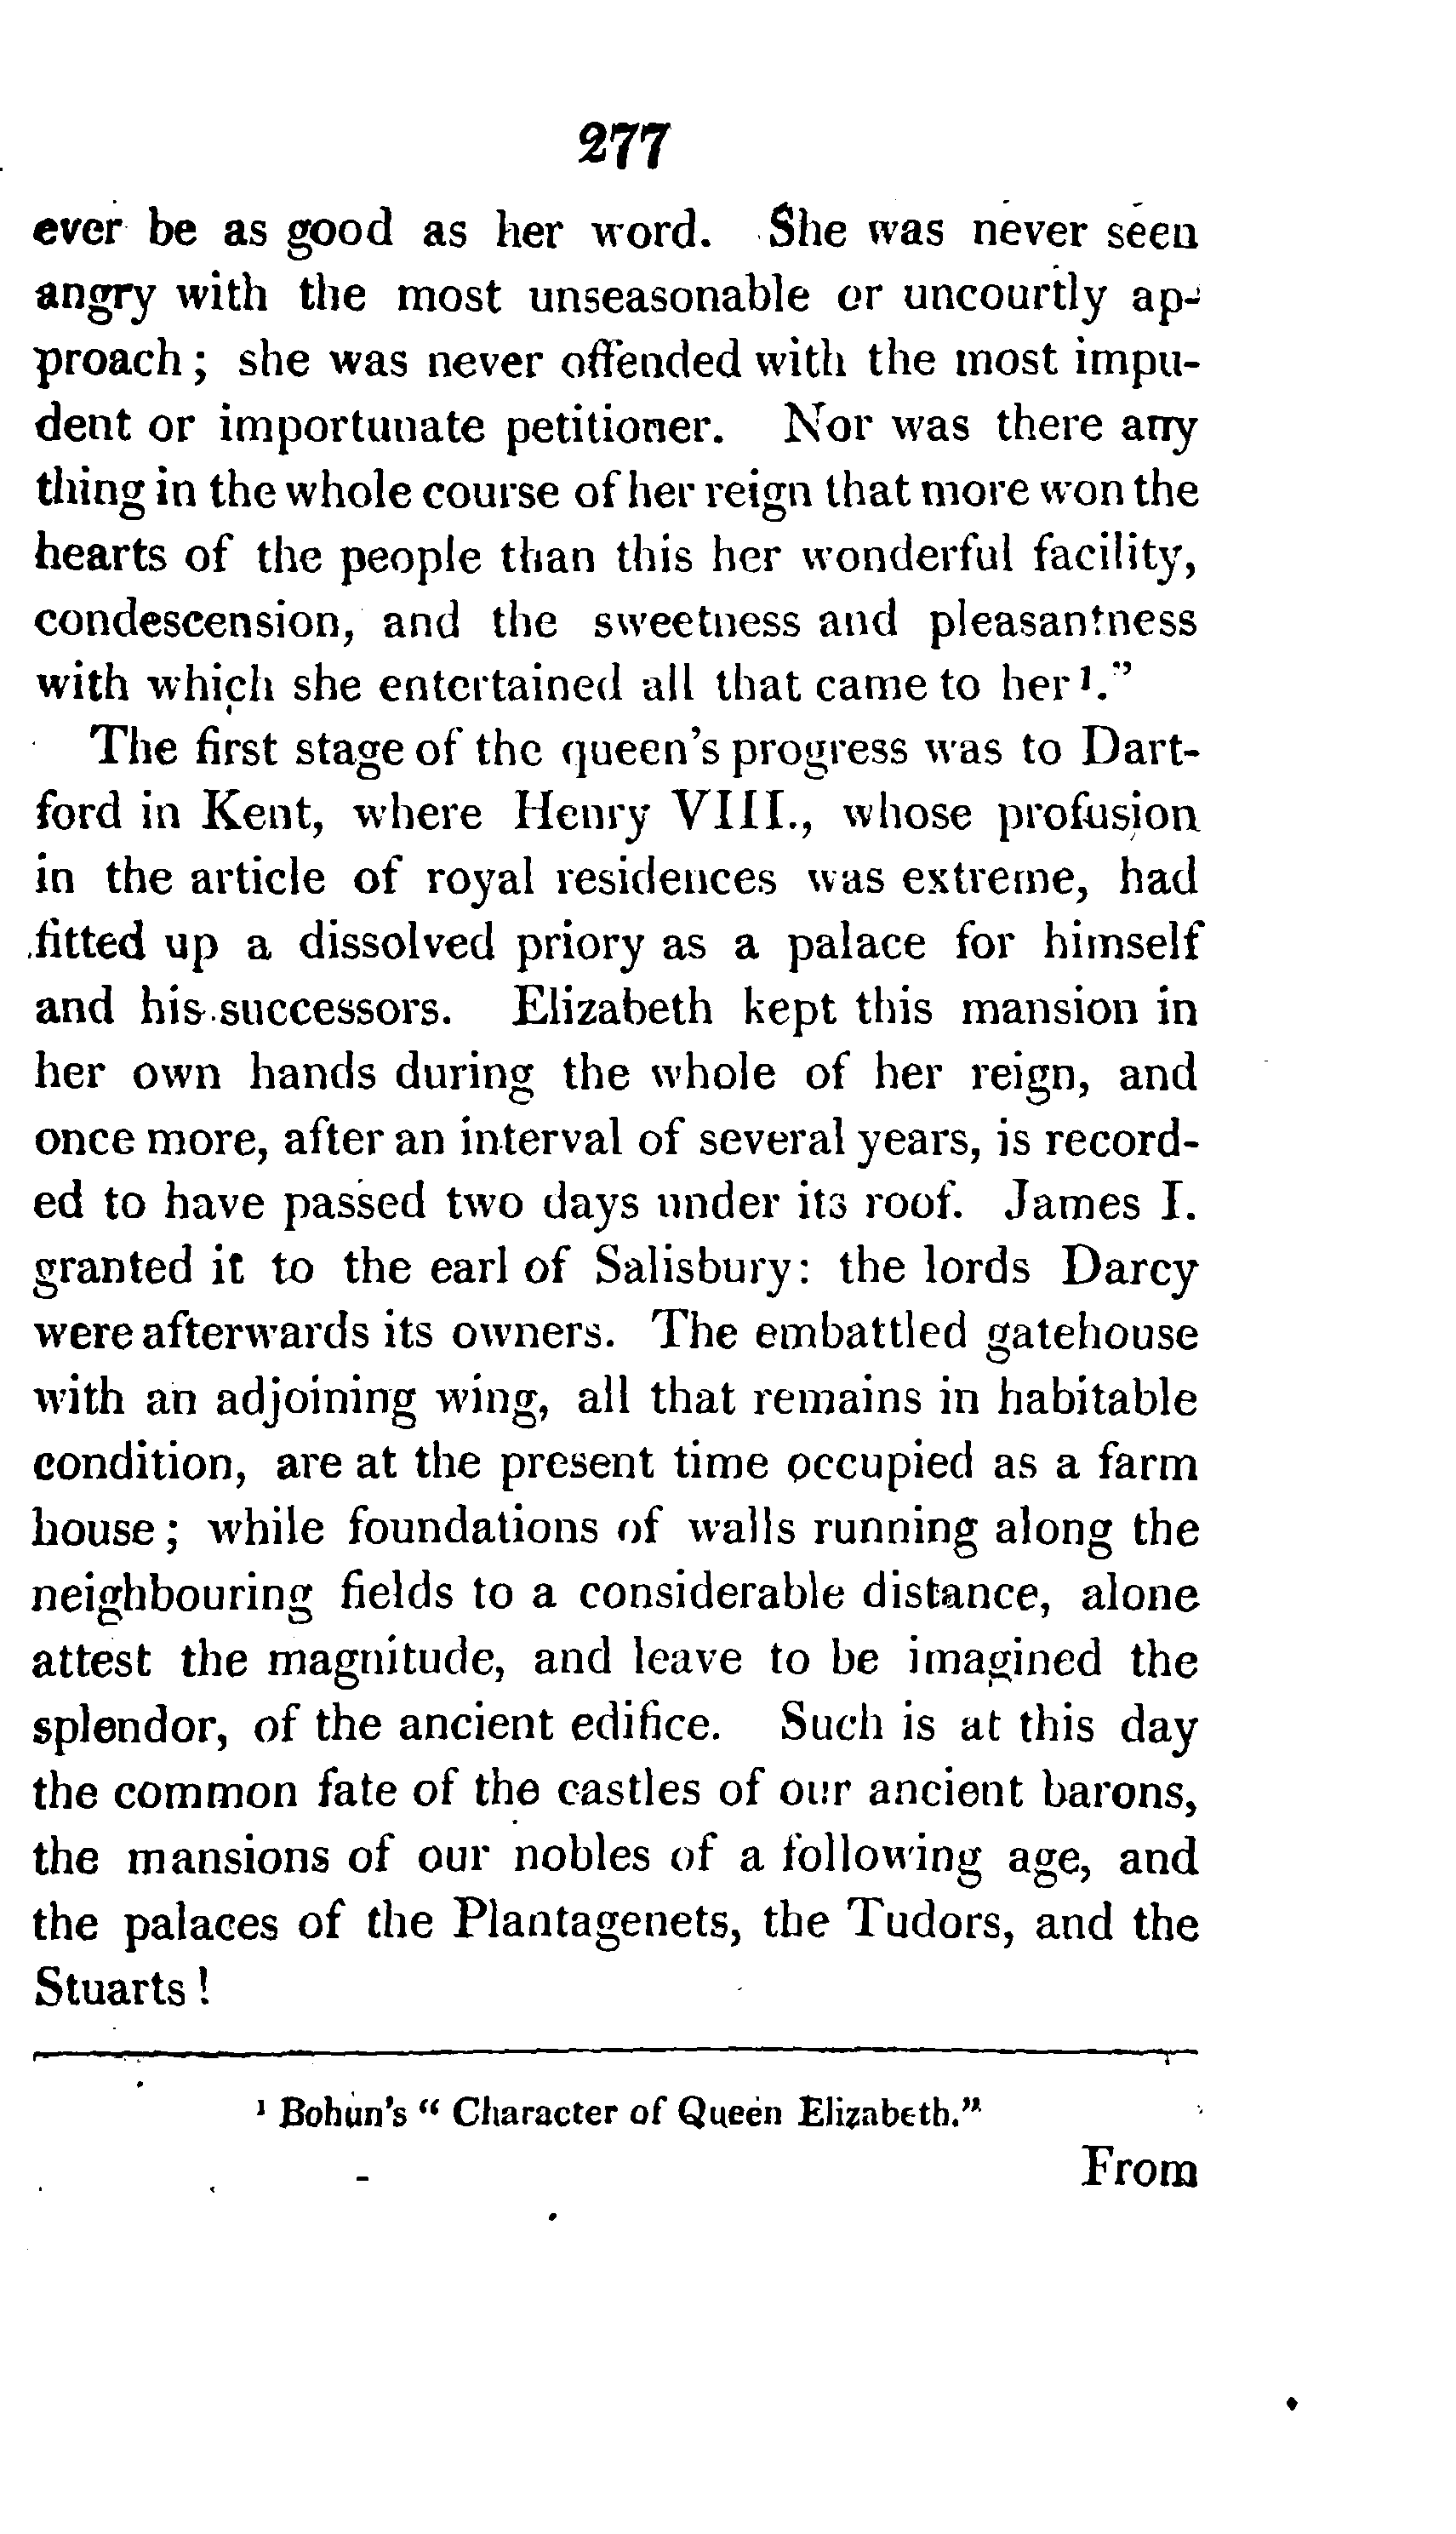 277
ever be as good as her word. She was never seen
angry with the most unseasonable or uncourtly ap-
proach; she was never offended with the most impu-
dent or importunate petitioner. Nor was there any
thing in the whole course of her reign that more won the
hearts of the people than this her wonderful facility,
condescension, and the sweetness and pleasantness
with which she entertained all that came to her¹."
The first stage of the queen's progress was to Dart-
ford in Kent, where Henry VIII., whose profusion
in the article of royal residences was extreme, had
fitted up a dissolved priory as a palace for himself
and his successors. Elizabeth kept this mansion in
her own hands during the whole of her reign, and
once more, after an interval of several years, is record-
ed to have passed two days under its roof. James I.
granted it to the earl of Salisbury: the lords Darcy
were afterwards its owners. The embattled gatehouse
with an adjoining wing, all that remains in habitable
condition, are at the present time occupied as a farm
house; while foundations of walls running along the
neighbouring fields to a considerable distance, alone
attest the magnitude, and leave to be imagined the
splendor, of the ancient edifice. Such is at this day
the common fate of the castles of our ancient barons,
the mansions of our nobles of a following age, and
the palaces of the Plantagenets, the Tudors, and the
Stuarts!
¹ Bohun's "Character of Queen Elizabeth."
From